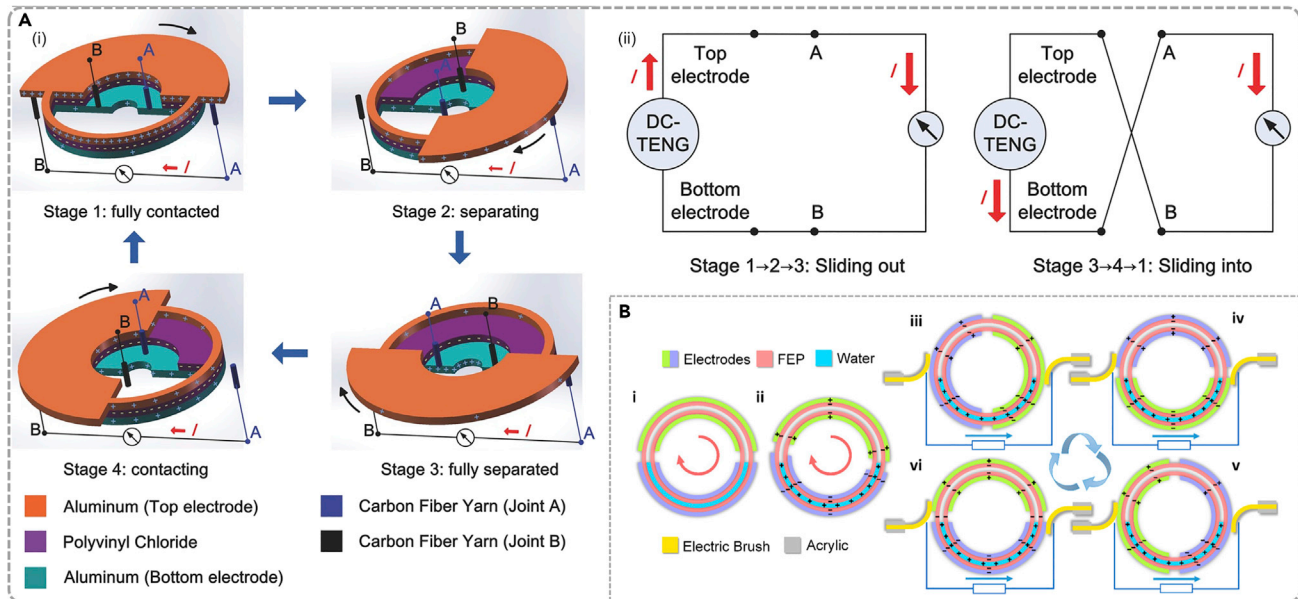 A
(i)
B
A
B
A
I
Stage 1: fully contacted
B
A
B
A
I
Stage 2: separating
A
B
B
A
I
Stage 4: contacting
A
B
B
A
I
Stage 3: fully separated
Aluminum (Top electrode)
Polyvinyl Chloride
Aluminum (Bottom electrode)
Carbon Fiber Yarn (Joint A)
Carbon Fiber Yarn (Joint B)
(ii)
Top
electrode
A
I
I
DC-
TENG
Bottom
electrode
B
Stage 1→2→3: Sliding out
Top
electrode
A
I
DC-
TENG
I
Bottom
electrode
B
Stage 3→4→1: Sliding into
B
Electrodes
FEP
Water
i
ii
iii
iv
vi
v
Electric Brush
Acrylic